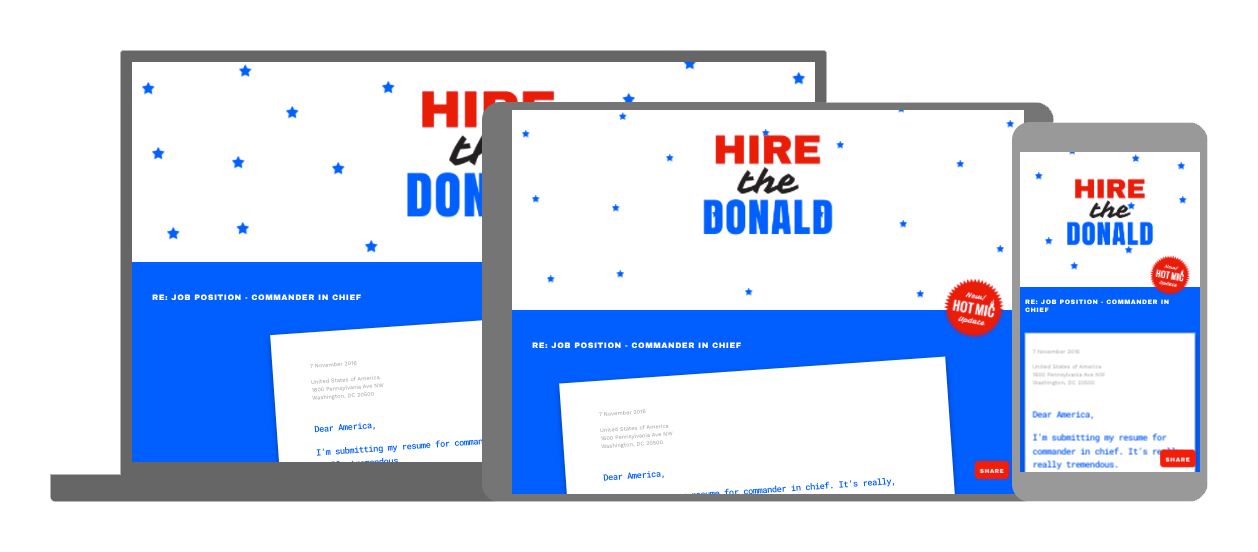 HIRE
the
DON
RE: JOB POSITION - COMMANDER IN CHIEF
7 November 2016
United States of America
1600 Pennsylvania Ave NW
Washington, DC 20500
Dear America,
I'm submitting my resume for comman
tremendous.
HIRE
the
DONALD
New!
HOT MIC
Update
RE: JOB POSITION - COMMANDER IN CHIEF
7 November 2016
United States of America
1600 Pennsylvania Ave NW
Washington, DC 20500
Dear America,
resume for commander in chief. It's really,
SHARE
HIRE
the
DONALD
New!
HOT MIC
Update
RE: JOB POSITION - COMMANDER IN
CHIEF
7 November 2016
United States of America
1600 Pennsylvania Ave NW
Washington, DC 20500
Dear America,
I'm submitting my resume for
commander in chief. It's re
really tremendous.
SHARE